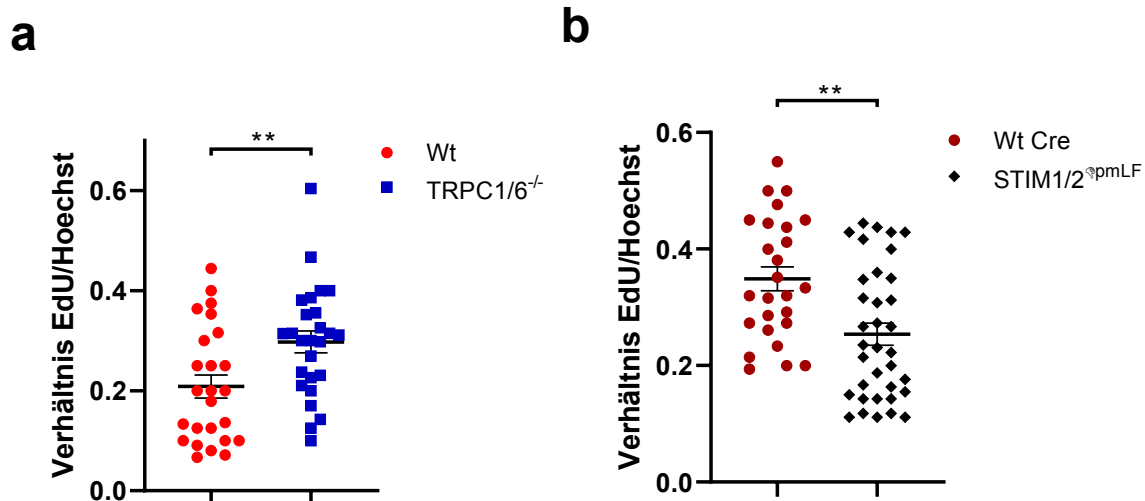 a
**
Wt
TRPC1/6-/-
Verhältnis EdU/Hoechst
0.6
0.4
0.2
0.0
b
**
Wt Cre
STIM1/2ΔpmLF
Verhältnis EdU/Hoechst
0.6
0.4
0.2
0.0